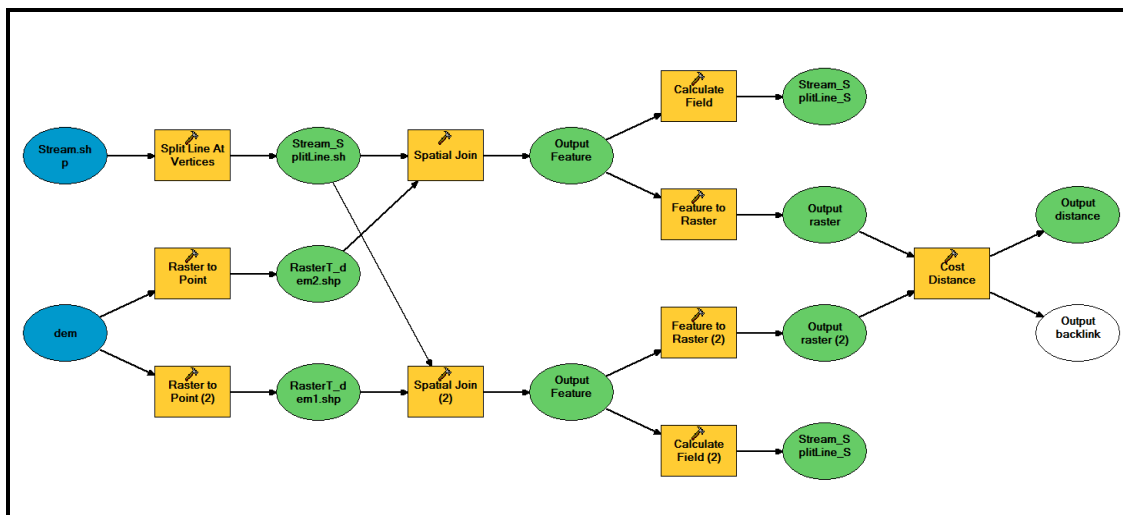 Calculate
Field
Stream_S
plitLine_S
Stream.sh
p
Split Line At
Vertices
Stream_S
plitLine.sh
Spatial Join
Output
Feature
Feature to
Raster
Output
raster
Output
distance
Raster to
Point
RasterT_d
em2.shp
Cost
Distance
dem
Feature to
Raster (2)
Output
raster (2)
Output
backlink
Raster to
Point (2)
RasterT_d
em1.shp
Spatial Join
(2)
Output
Feature
Calculate
Field (2)
Stream_S
plitLine_S